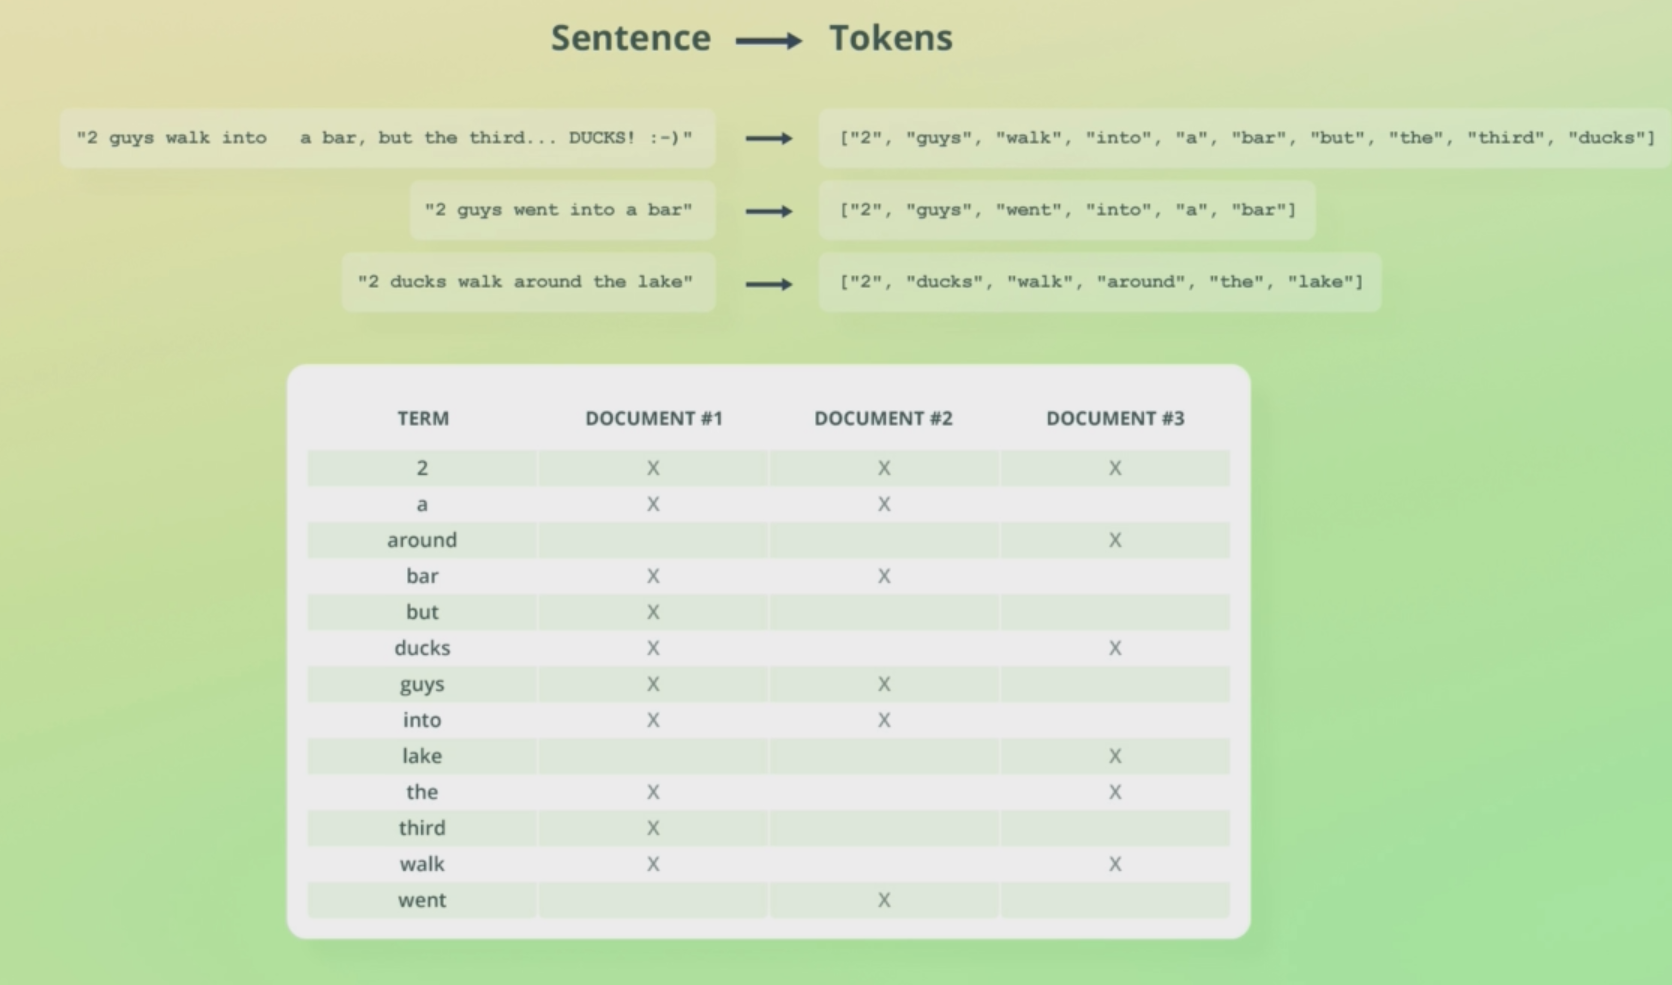 Sentence → Tokens
"2 guys walk into   a bar, but the third... DUCKS! :-)" → ["2", "guys", "walk", "into", "a", "bar", "but", "the", "third", "ducks"]
"2 guys went into a bar" → ["2", "guys", "went", "into", "a", "bar"]
"2 ducks walk around the lake" → ["2", "ducks", "walk", "around", "the", "lake"]
TERM DOCUMENT #1 DOCUMENT #2 DOCUMENT #3
2 X X X
a X X
around X
bar X X
but X
ducks X X
guys X X
into X X
lake X
the X X
third X
walk X X
went X